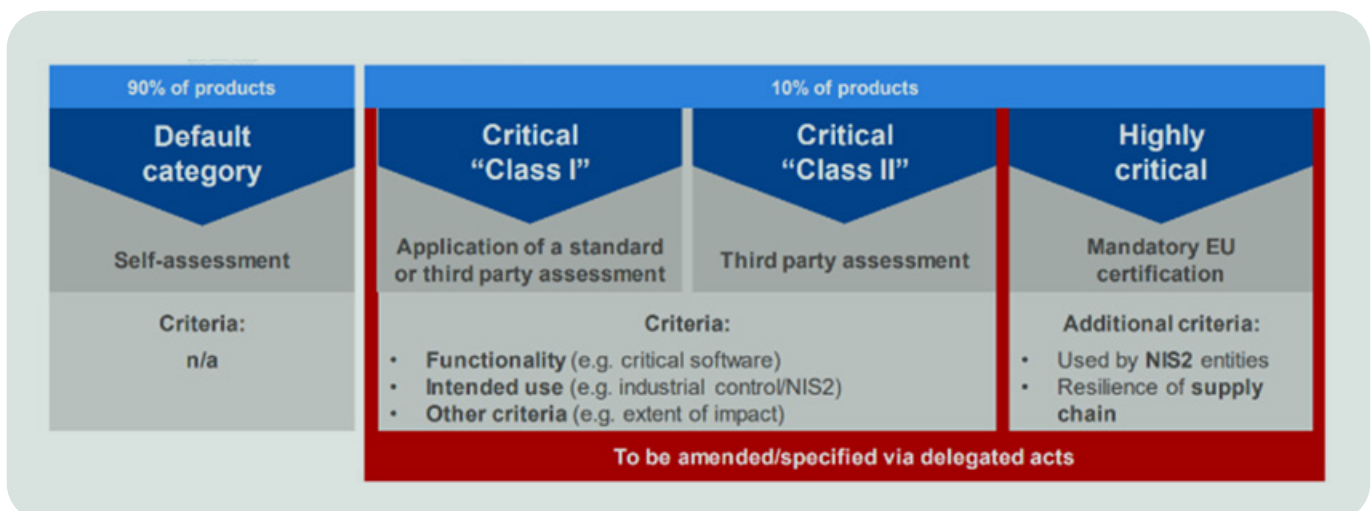 90% of products
10% of products
Default
category
Critical
“Class I”
Critical
“Class II”
Highly
critical
Self-assessment
Application of a standard
or third party assessment
Third party assessment
Mandatory EU
certification
Criteria:
n/a
Criteria:
• Functionality (e.g. critical software)
• Intended use (e.g. industrial control/NIS2)
• Other criteria (e.g. extent of impact)
Additional criteria:
• Used by NIS2 entities
• Resilience of supply
chain
To be amended/specified via delegated acts